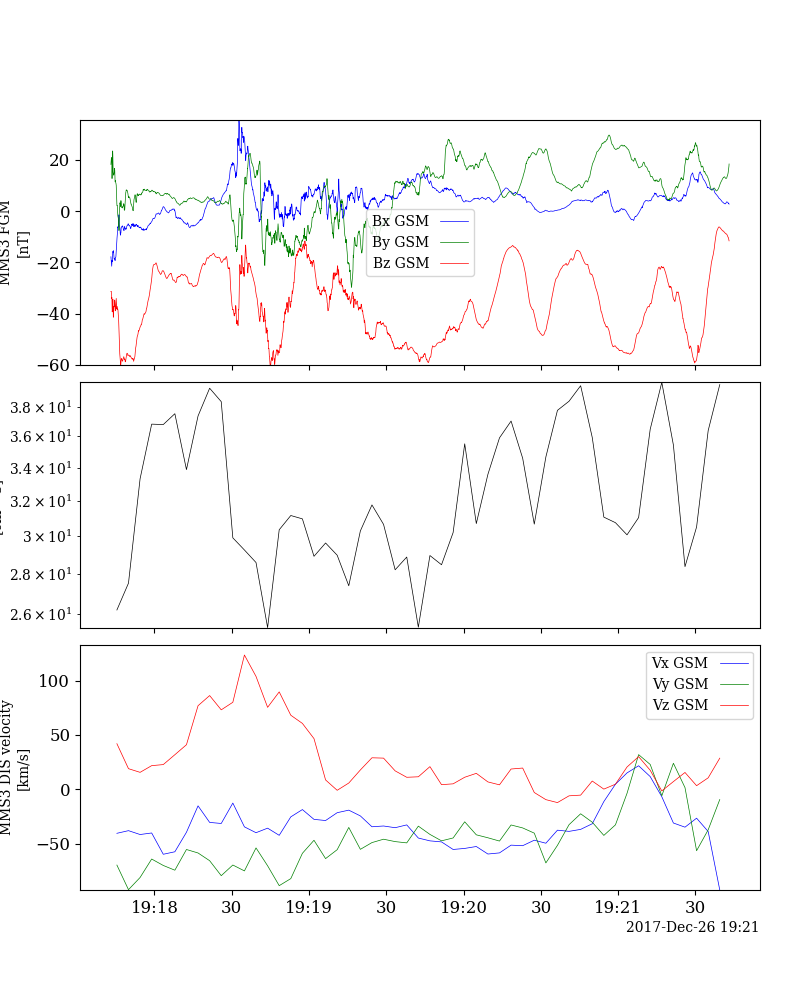 MMS3 FGM
[nT]
20
0
−20
−40
−60
Bx GSM
By GSM
Bz GSM
3.8 × 10¹
3.6 × 10¹
3.4 × 10¹
3.2 × 10¹
3 × 10¹
2.8 × 10¹
2.6 × 10¹
MMS3 DIS velocity
[km/s]
100
50
0
−50
Vx GSM
Vy GSM
Vz GSM
19:18 30 19:19 30 19:20 30 19:21 30
2017-Dec-26 19:21